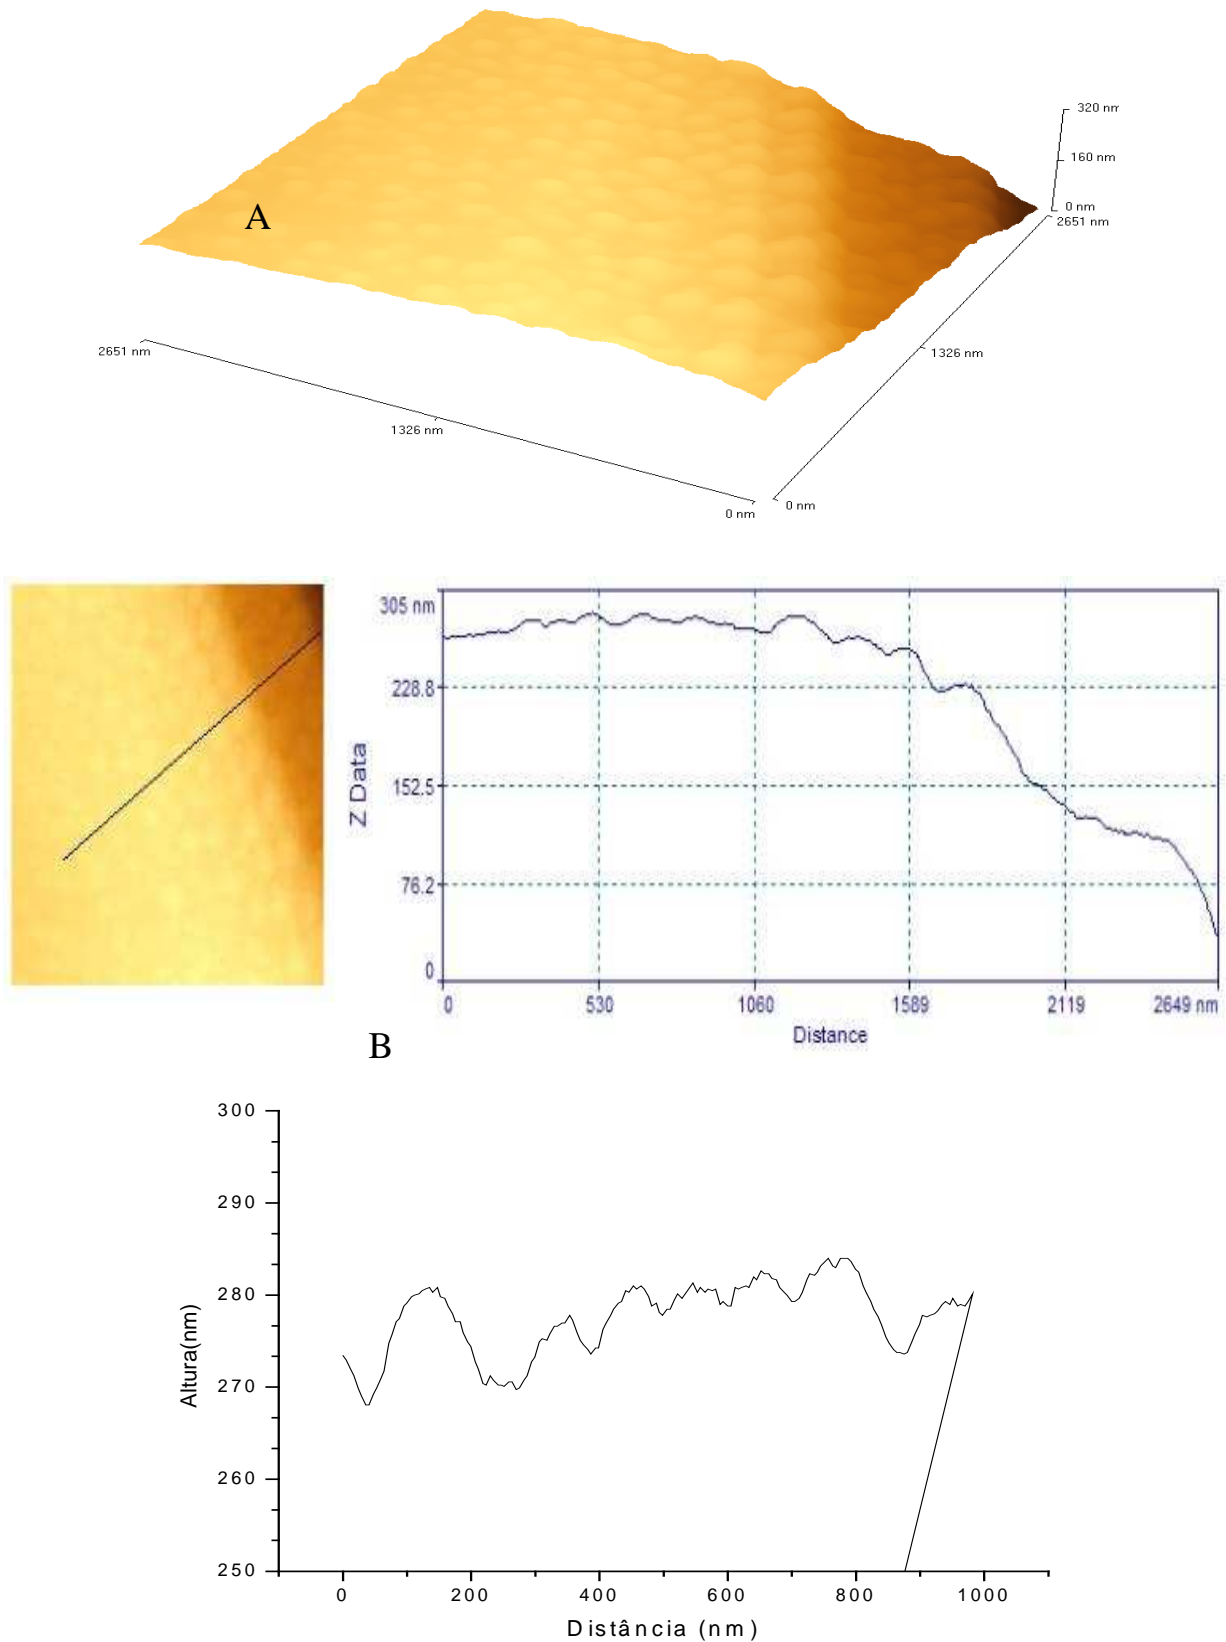 320 nm
160 nm
0 nm
2651 nm
A
2651 nm
1326 nm
1326 nm
0 nm
0 nm
305 nm
228.8
152.5
76.2
0
Z Data
0 530 1060 1589 2119 2649 nm
Distance
B
300
290
280
270
260
250
Altura(nm)
0 200 400 600 800 1000
Distância (nm)